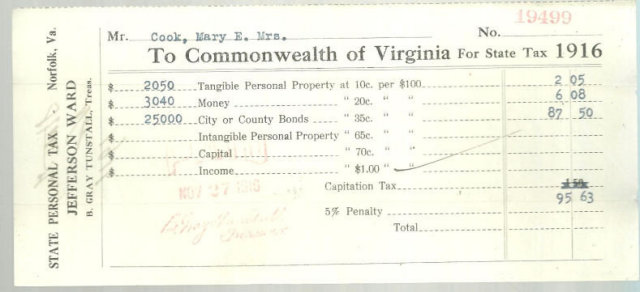 19499
Mr. Cook, Mary E. Mrs. No.
To Commonwealth of Virginia For State Tax 1916
$ 2050 Tangible Personal Property at 10c. per $100 2 05
$ 3040 Money " 20c. " " 6 08
$ 25000 City or County Bonds " 35c. " " 87 50
$ Intangible Personal Property " 65c. " "
$ Capital " 70c. " "
$ Income " $1.00 " "
Capitation Tax
95 63
5% Penalty
Total
NOV 27 1916
B Gray Tunstall
Treasurer
STATE PERSONAL TAX . Norfolk, Va.
JEFFERSON WARD
B. GRAY TUNSTALL, Treas.